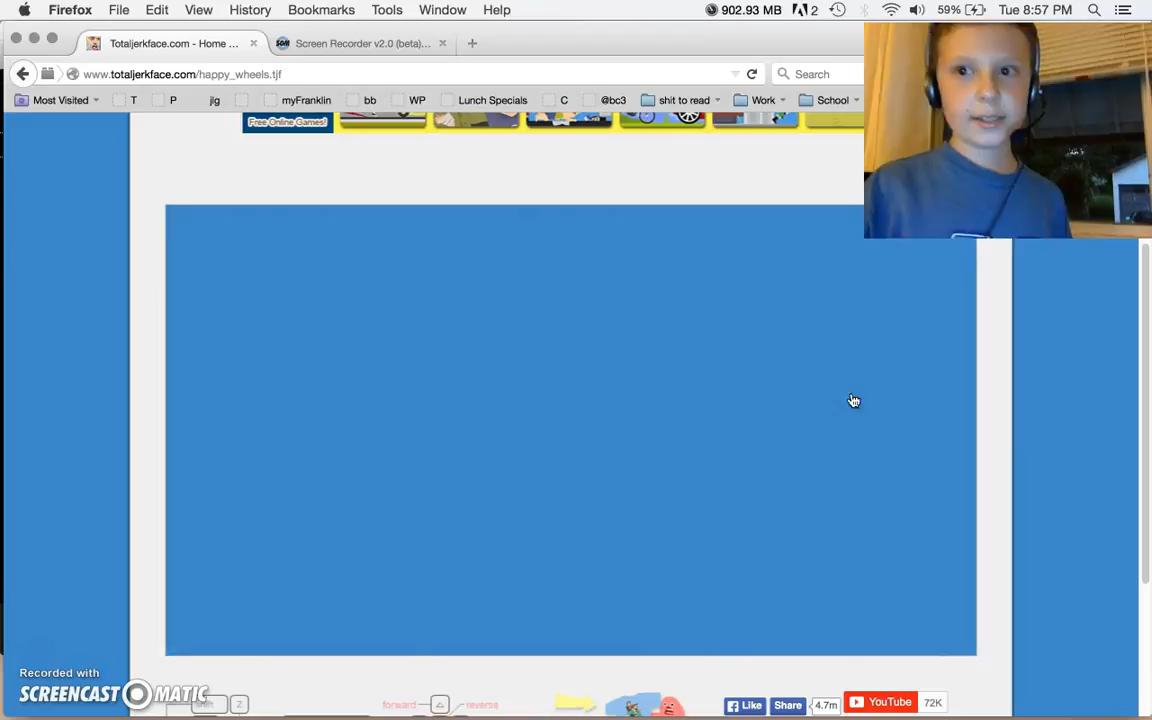 Firefox File Edit View History Bookmarks Tools Window Help 902.93 MB 2 59% Tue 8:57 PM
Totaljerkface.com - Home ... Screen Recorder v2.0 (beta)...
www.totaljerkface.com/happy_wheels.tjf Search
Most Visited T P jlg myFranklin bb WP Lunch Specials C @bc3 shit to read Work School
Free Online Games!
Recorded with
SCREENCAST MATIC
shift Z forward reverse Like Share 4.7m YouTube 72K